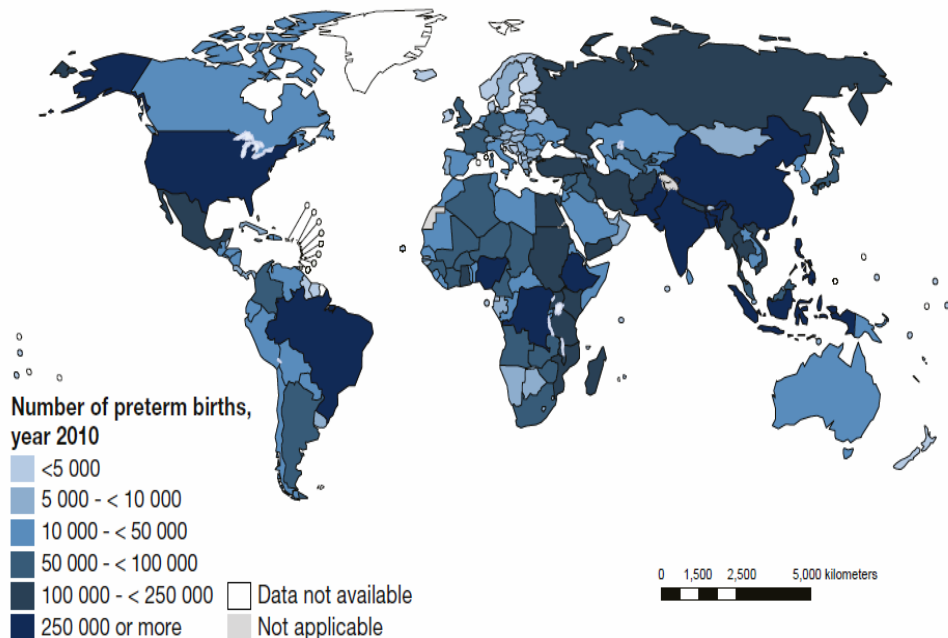 Number of preterm births,
year 2010
<5 000
5 000 - < 10 000
10 000 - < 50 000
50 000 - < 100 000
100 000 - < 250 000
250 000 or more
Data not available
Not applicable
0 1,500 2,500 5,000 kilometers